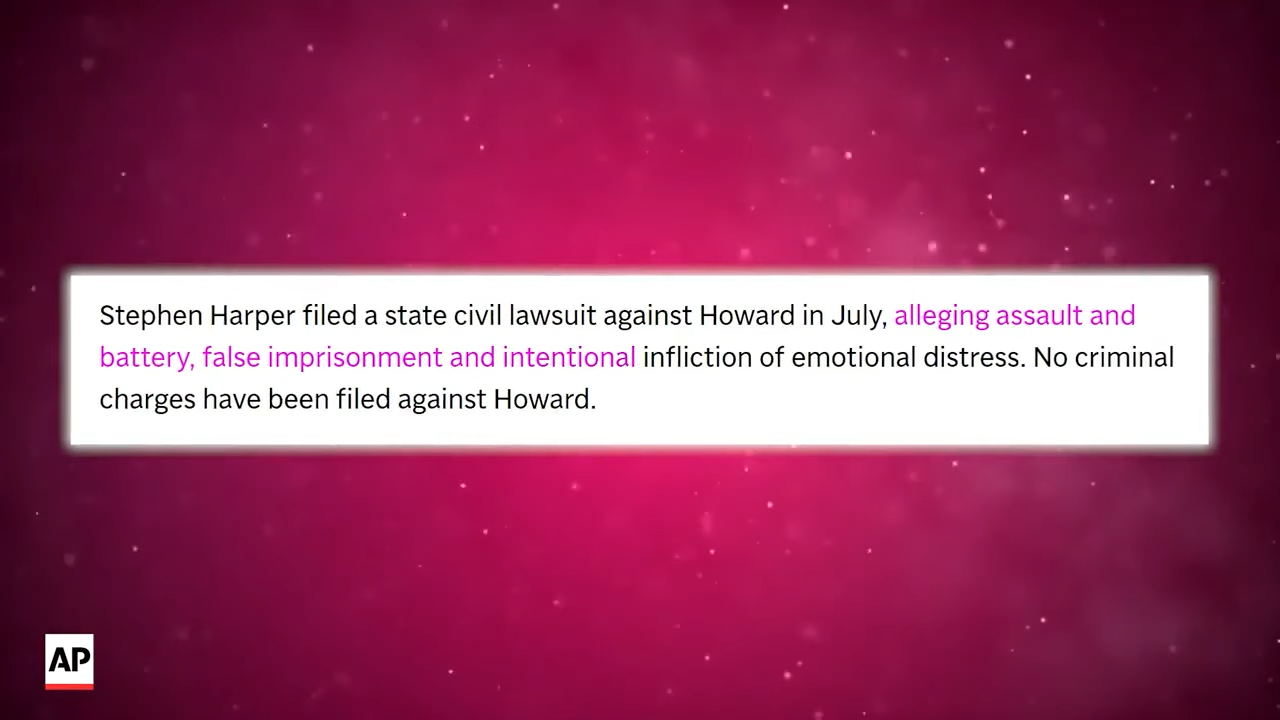 Stephen Harper filed a state civil lawsuit against Howard in July, alleging assault and
battery, false imprisonment and intentional infliction of emotional distress. No criminal
charges have been filed against Howard.
AP